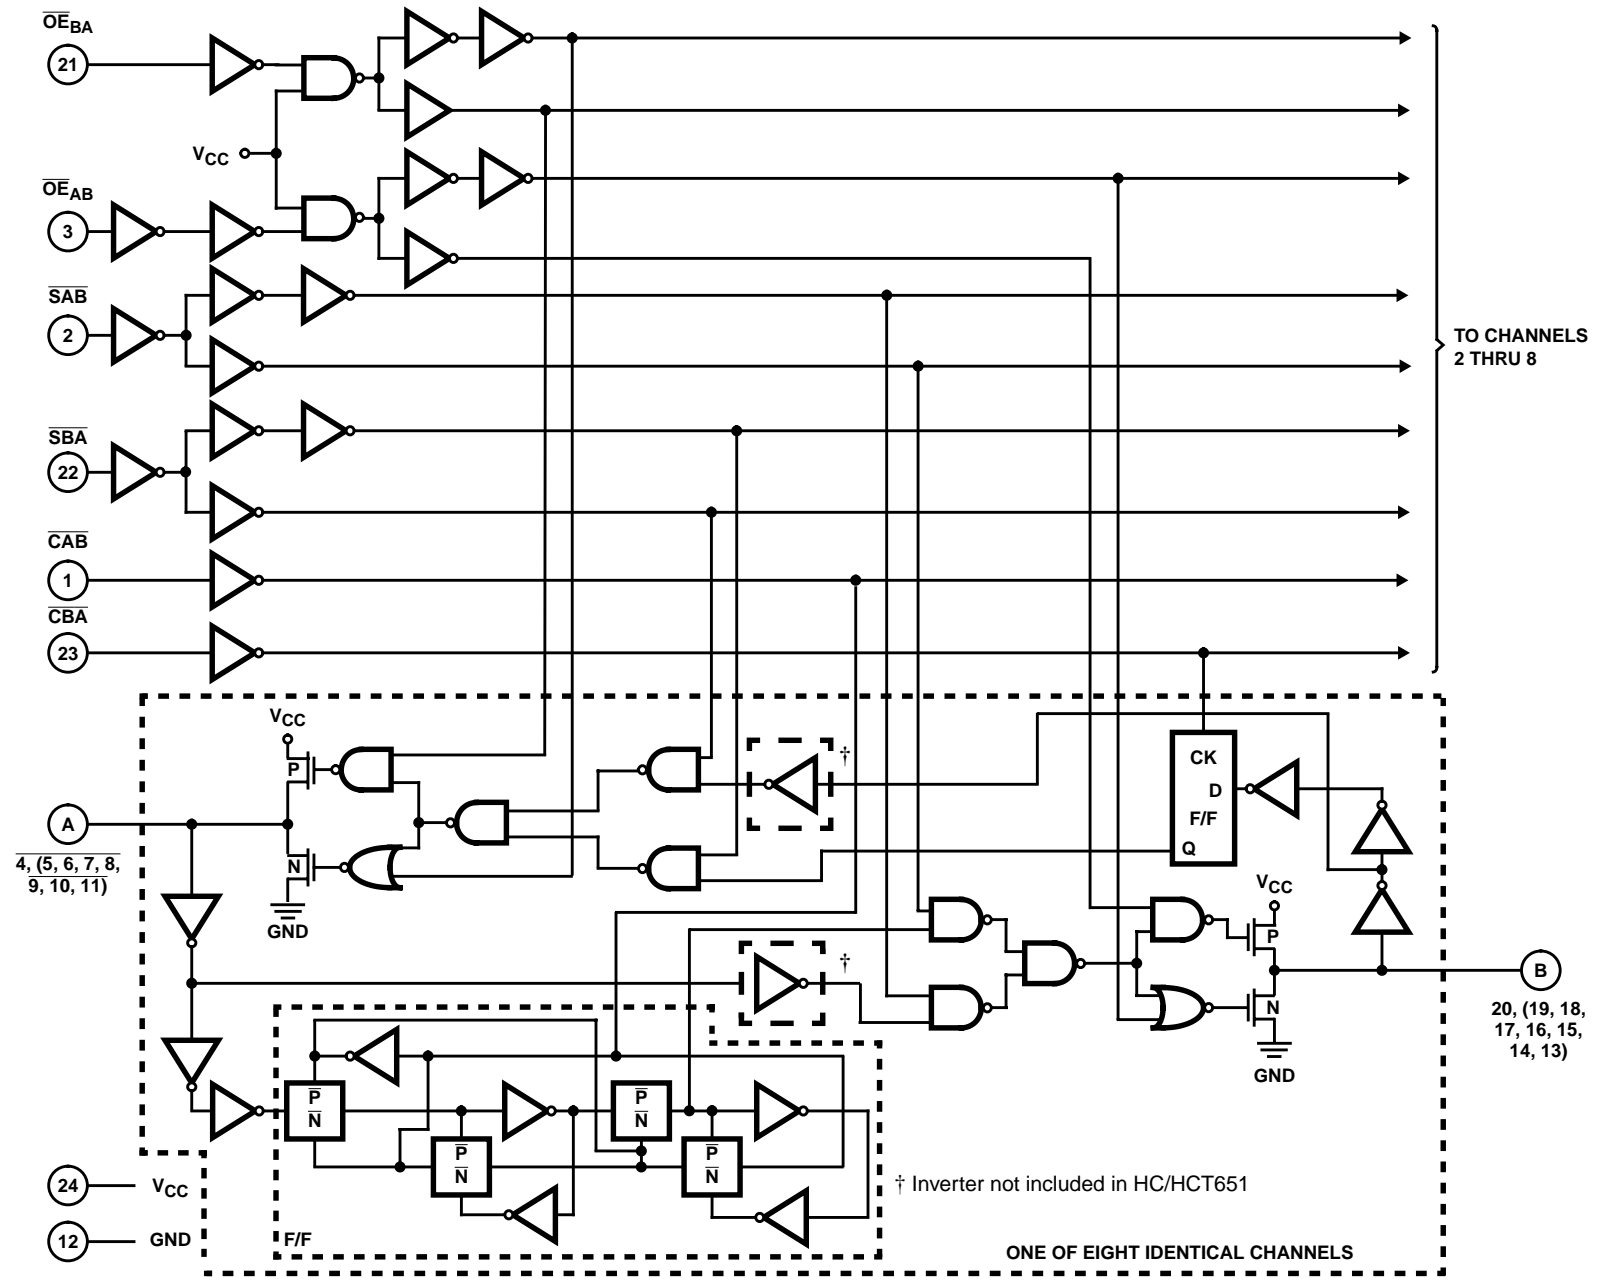 OEBA
21
VCC
OEAB
3
SAB
2
SBA
22
CAB
1
CBA
23
TO CHANNELS
2 THRU 8
VCC
P
N
GND
A
4, (5, 6, 7, 8,
9, 10, 11)
†
CK
D
F/F
Q
†
VCC
P
N
GND
B
20, (19, 18,
17, 16, 15,
14, 13)
P
N
P
N
P
N
P
N
F/F
24
VCC
12
GND
† Inverter not included in HC/HCT651
ONE OF EIGHT IDENTICAL CHANNELS